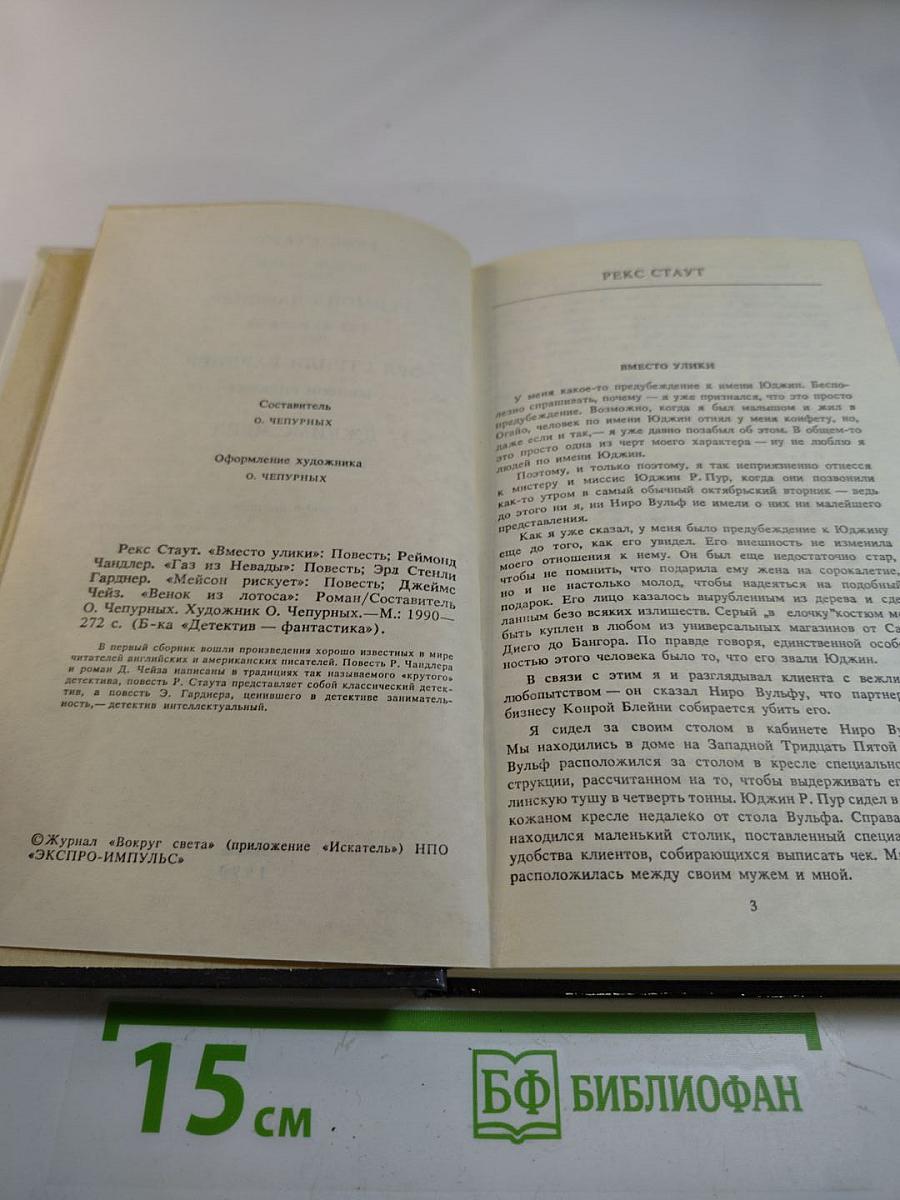 Составитель
О. ЧЕПУРНЫХ
Оформление художника
О. ЧЕПУРНЫХ
Рекс Стаут. «Вместо улики»: Повесть; Реймонд
Чандлер. «Газ из Невады»: Повесть; Эрл Стенли
Гарднер. «Мейсон рискует»: Повесть; Джеймс
Чейз. «Венок из лотоса»: Роман/Составитель
О. Чепурных. Художник О. Чепурных.—М.: 1990—
272 с. (Б-ка «Детектив — фантастика»).
В первый сборник вошли произведения хорошо известных в мире
читателей английских и американских писателей. Повесть Р. Чандлера
и роман Д. Чейза написаны в традициях так называемого «крутого»
детектива, повесть Р. Стаута представляет собой классический детек-
тив, а повесть Э. Гарднера, ценившего в детективе заниматель-
ность,— детектив интеллектуальный.
©Журнал «Вокруг света» (приложение «Искатель») НПО
«ЭКСПРО-ИМПУЛЬС»
РЕКС СТАУТ
ВМЕСТО УЛИКИ
У меня какое-то предубеждение к имени Юджин. Беспо-
лезно спрашивать, почему — я уже признался, что это просто
предубеждение. Возможно, когда я был малышом и жил в
Огайо, человек по имени Юджин отнял у меня конфету, но,
даже если и так,— я уже давно позабыл об этом. В общем-то
это просто одна из черт моего характера — ну не люблю я
людей по имени Юджин.
Поэтому, и только поэтому, я так неприязненно отнесся
к мистеру и миссис Юджин Р. Пур, когда они позвонили
как-то утром в самый обычный октябрьский вторник — ведь
до этого ни я, ни Ниро Вульф не имели о них ни малейшего
представления.
Как я уже сказал, у меня было предубеждение к Юджину
еще до того, как его увидел. Его внешность не изменила
моего отношения к нему. Он был еще недостаточно стар,
чтобы не помнить, что подарила ему жена на сорокалетие,
но и не настолько молод, чтобы надеяться на подобный
подарок. Его лицо казалось вырубленным из дерева и сде
ланным безо всяких излишеств. Серый „в елочку"костюм мо
быть куплен в любом из универсальных магазинов от Са
Диего до Бангора. По правде говоря, единственной особе
ностью этого человека было то, что его звали Юджин.
В связи с этим я и разглядывал клиента с вежли
любопытством — он сказал Ниро Вульфу, что партнер
бизнесу Конрой Блейни собирается убить его.
Я сидел за своим столом в кабинете Ниро Ву
Мы находились в доме на Западной Тридцать Пятой
Вульф расположился за столом в кресле специально
струкции, рассчитанном на то, чтобы выдерживать ег
линскую тушу в четверть тонны. Юджин Р. Пур сидел в
кожаном кресле недалеко от стола Вульфа. Справа
находился маленький столик, поставленный специа
удобства клиентов, собирающихся выписать чек. Ми
расположилась между своим мужем и мной.
3
15 см
БФ БИБЛИОФАН